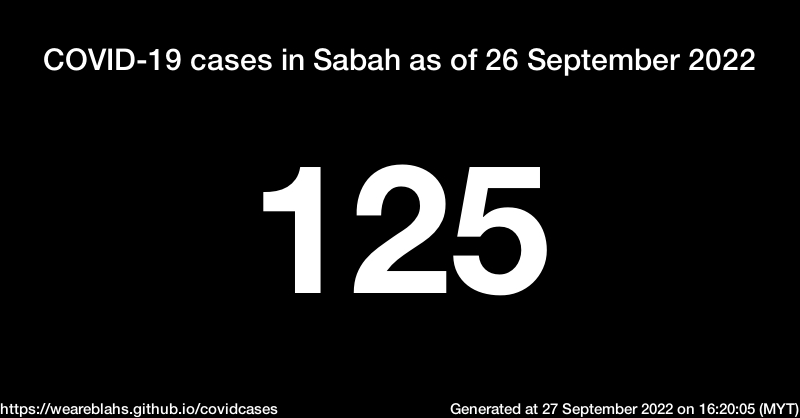 COVID-19 cases in Sabah as of 26 September 2022
125
https://weareblahs.github.io/covidcases
Generated at 27 September 2022 on 16:20:05 (MYT)